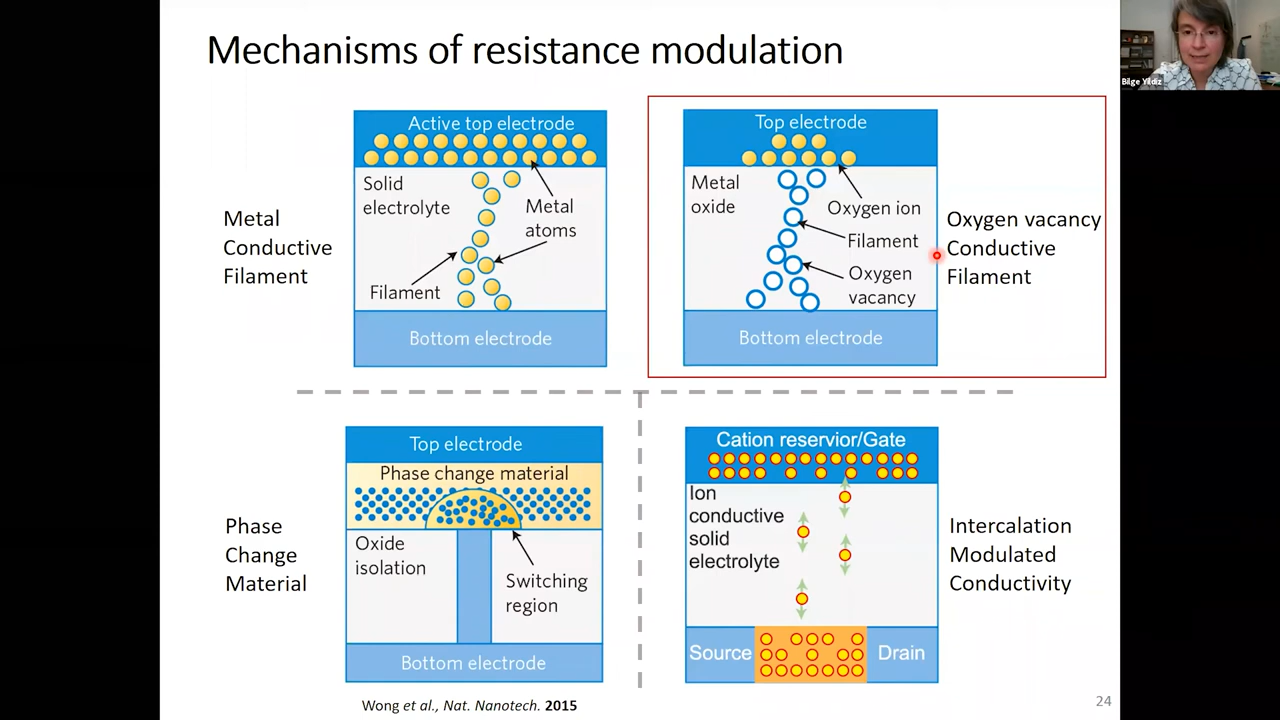 Mechanisms of resistance modulation
Bilge Yildiz
Metal
Conductive
Filament
Active top electrode
Solid
electrolyte
Metal
atoms
Filament
Bottom electrode
Top electrode
Metal
oxide
Oxygen ion
Filament
Oxygen
vacancy
Bottom electrode
Oxygen vacancy
Conductive
Filament
Phase
Change
Material
Top electrode
Phase change material
Oxide
isolation
Switching
region
Bottom electrode
Cation reservior/Gate
Ion
conductive
solid
electrolyte
Source
Drain
Intercalation
Modulated
Conductivity
Wong et al., Nat. Nanotech. 2015
24